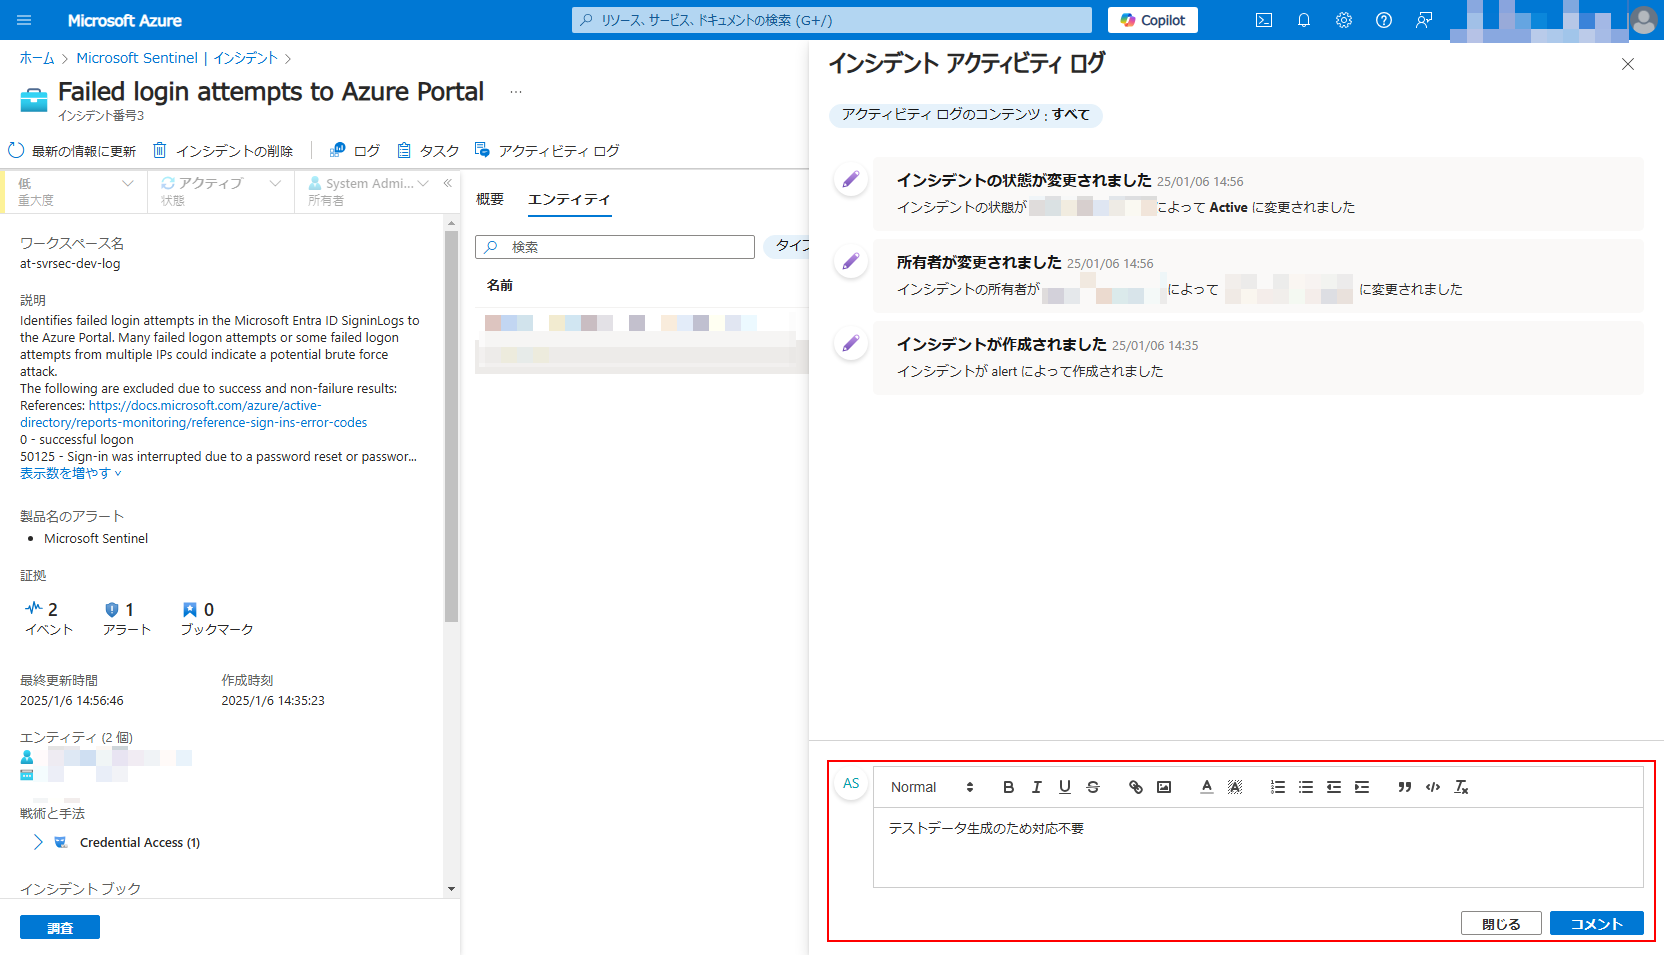 Microsoft Azure
リソース、サービス、ドキュメントの検索 (G+/)
Copilot
ホーム > Microsoft Sentinel | インシデント >
Failed login attempts to Azure Portal ...
インシデント番号3
最新の情報に更新 インシデントの削除 ログ タスク アクティビティ ログ
低
重大度
アクティブ
状態
System Admi...
所有者
«
ワークスペース名
at-svrsec-dev-log
説明
Identifies failed login attempts in the Microsoft Entra ID SigninLogs to
the Azure Portal. Many failed logon attempts or some failed logon
attempts from multiple IPs could indicate a potential brute force
attack.
The following are excluded due to success and non-failure results:
References: https://docs.microsoft.com/azure/active-
directory/reports-monitoring/reference-sign-ins-error-codes
0 - successful logon
50125 - Sign-in was interrupted due to a password reset or passwor...
表示数を増やす
製品名のアラート
• Microsoft Sentinel
証拠
2
イベント
1
アラート
0
ブックマーク
最終更新時間
2025/1/6 14:56:46
作成時刻
2025/1/6 14:35:23
エンティティ (2 個)
戦術と手法
Credential Access (1)
インシデント ブック
調査
概要 エンティティ
検索
タイプ
名前
インシデント アクティビティ ログ
アクティビティ ログのコンテンツ : すべて
インシデントの状態が変更されました 25/01/06 14:56
インシデントの状態が によって Active に変更されました
所有者が変更されました 25/01/06 14:56
インシデントの所有者が によって に変更されました
インシデントが作成されました 25/01/06 14:35
インシデントが alert によって作成されました
AS
Normal B I U S A A
テストデータ生成のため対応不要
閉じる コメント